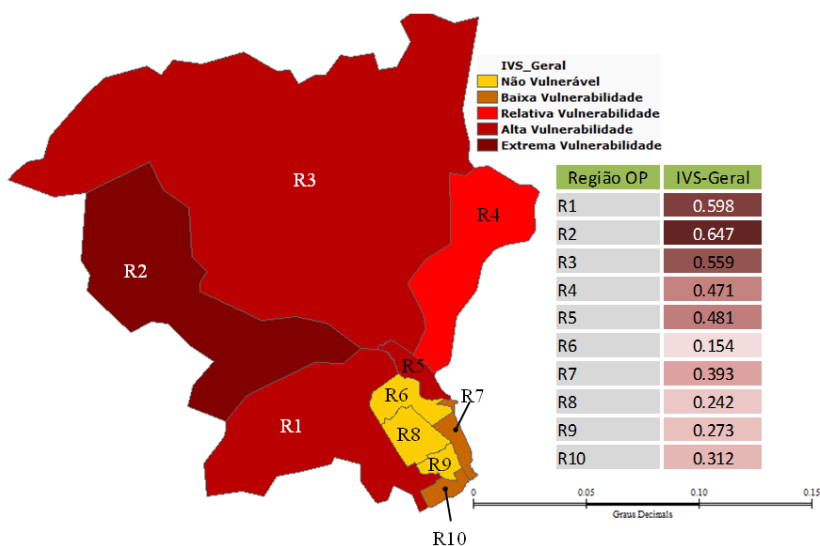 IVS_Geral
Não Vulnerável
Baixa Vulnerabilidade
Relativa Vulnerabilidade
Alta Vulnerabilidade
Extrema Vulnerabilidade
R3
R4
R2
R5
R6
R7
R1
R8
R9
R10
Região OP IVS-Geral
R1 0.598
R2 0.647
R3 0.559
R4 0.471
R5 0.481
R6 0.154
R7 0.393
R8 0.242
R9 0.273
R10 0.312
0 0.05 0.10 0.15
Graus Decimais